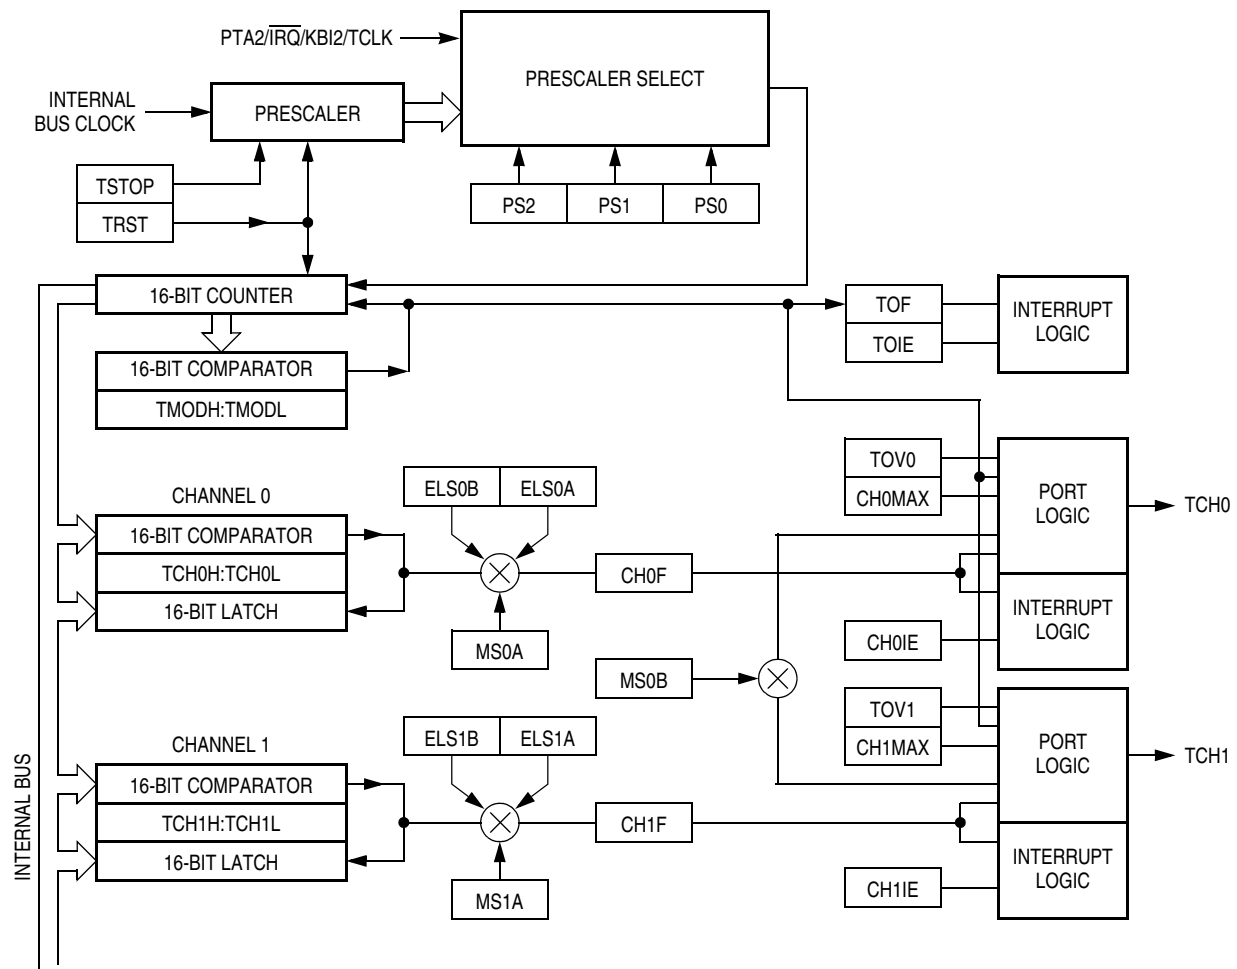 PTA2/IRQ/KBI2/TCLK
PRESCALER SELECT
INTERNAL
BUS CLOCK
PRESCALER
TSTOP
TRST
PS2
PS1
PS0
16-BIT COUNTER
16-BIT COMPARATOR
TMODH:TMODL
TOF
TOIE
INTERRUPT
LOGIC
CHANNEL 0
16-BIT COMPARATOR
TCH0H:TCH0L
16-BIT LATCH
ELS0B
ELS0A
MS0A
CH0F
TOV0
CH0MAX
PORT
LOGIC
TCH0
INTERRUPT
LOGIC
CH0IE
MS0B
CHANNEL 1
16-BIT COMPARATOR
TCH1H:TCH1L
16-BIT LATCH
ELS1B
ELS1A
MS1A
CH1F
TOV1
CH1MAX
PORT
LOGIC
TCH1
INTERRUPT
LOGIC
CH1IE
INTERNAL BUS